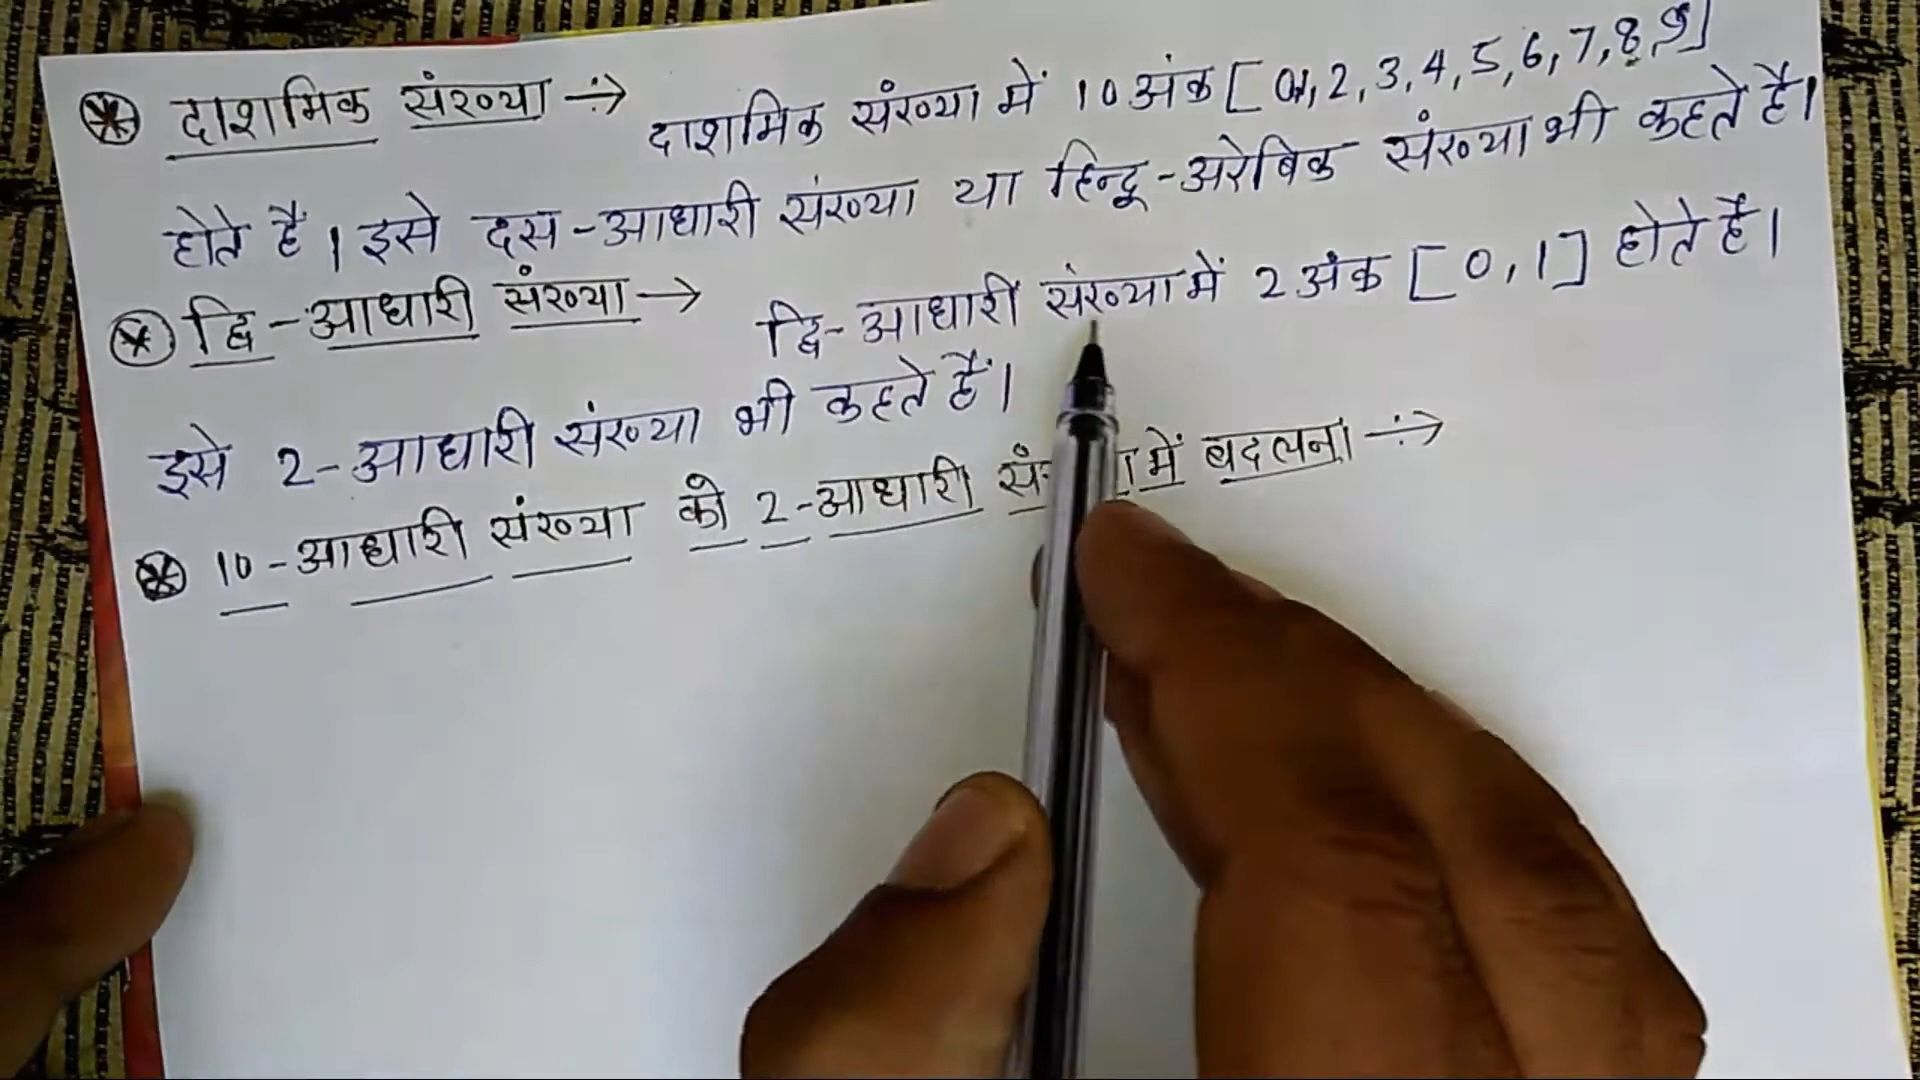 दाशमिक संख्या -÷-> दाशमिक संख्या में 10 अंक [0,1,2,3,4,5,6,7,8,9]
होते हैं। इसे दस-आधारी संख्या या हिन्दू-अरेबिक संख्या भी कहते है।
द्वि-आधारी संख्या → द्वि-आधारी संख्या में 2 अंक [0,1] होते है।
इसे 2-आधारी संख्या भी कहते हैं।
10-आधारी संख्या को 2-आधारी में बदलना -÷->